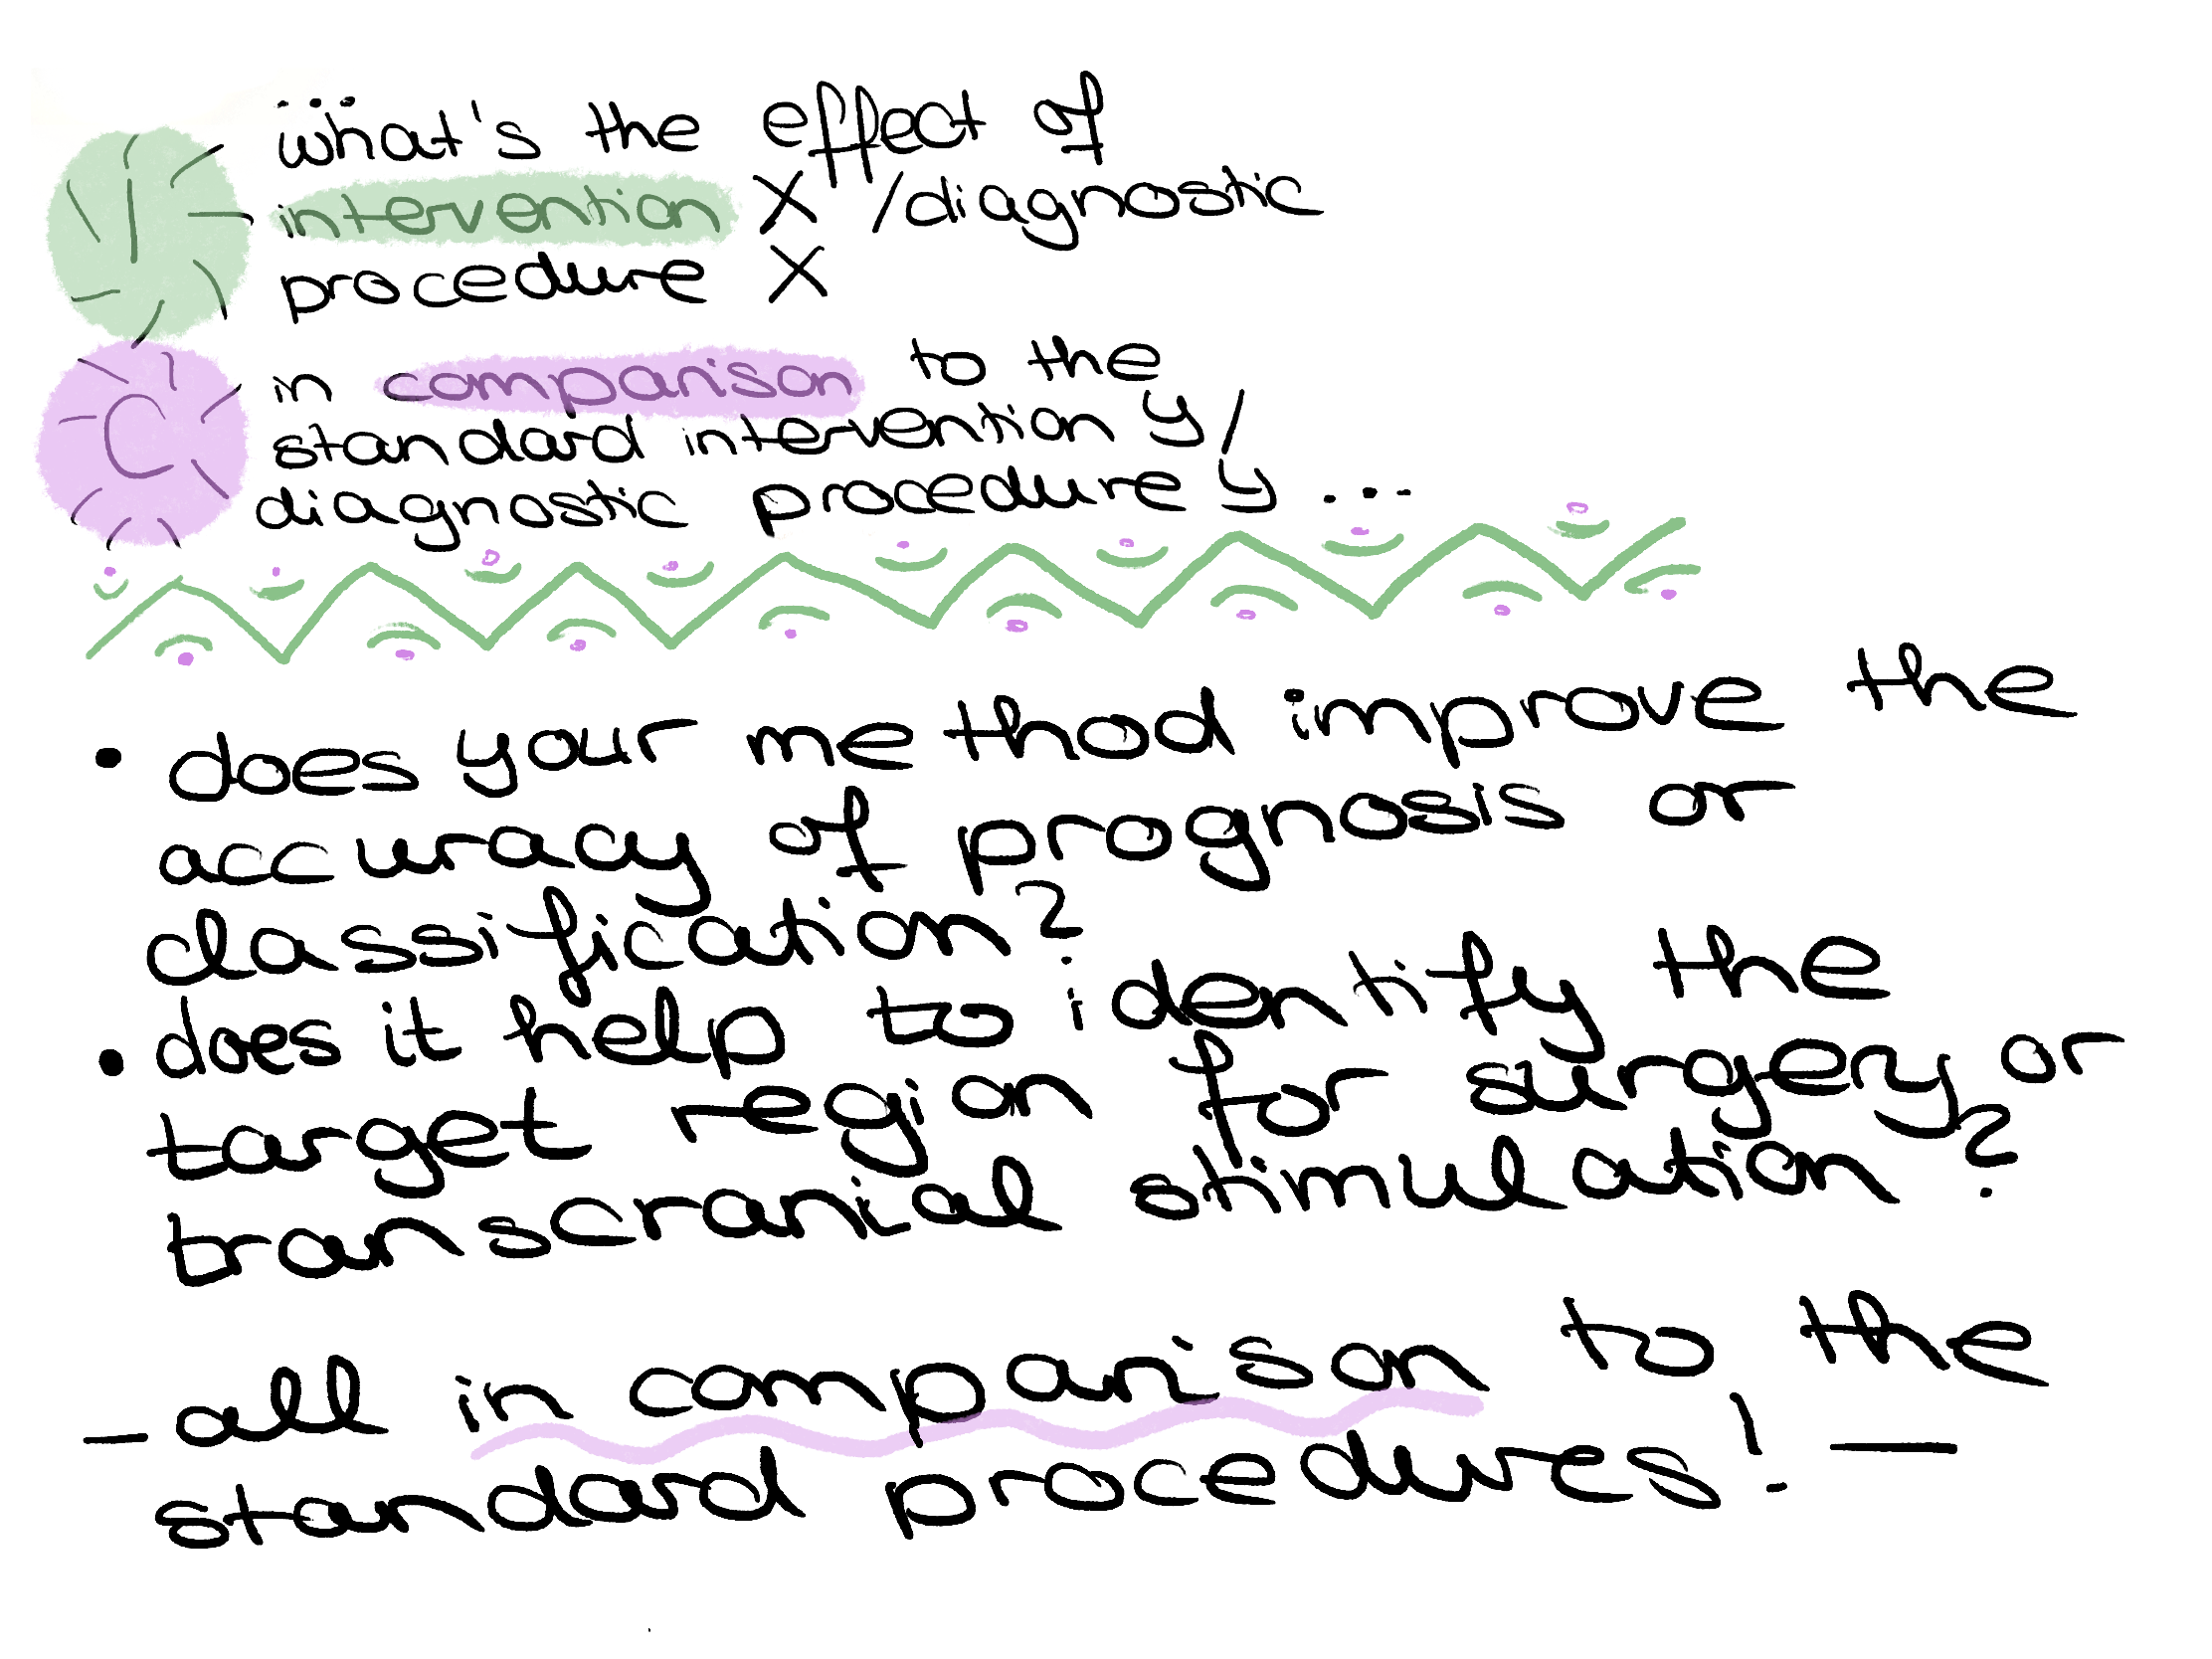 ...
I what's the effect of
intervention X /diagnostic
procedure X
C in comparison to the
standard intervention y/
diagnostic procedure y ...
• does your method improve the
accuracy of prognosis or
classification?
• does it help to identify the
target region for surgery or
transcranial stimulation?
- all in comparison to the
standard procedures! -